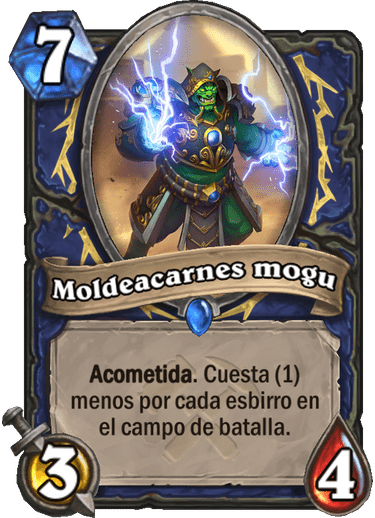 7
Moldeacarnes mogu
Acometida. Cuesta (1)
menos por cada esbirro en
el campo de batalla.
3
4